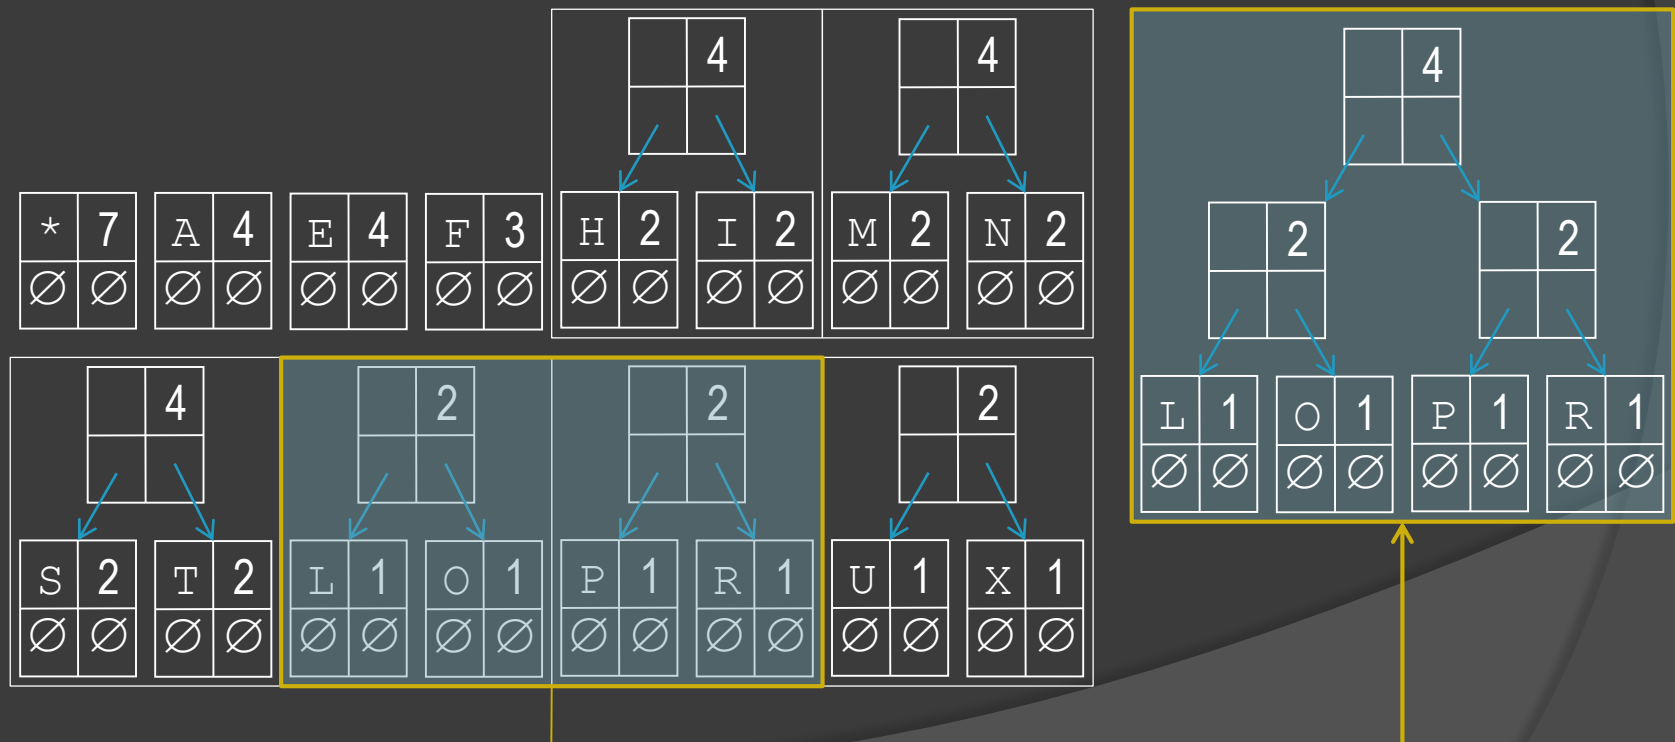 4 4
* 7 A 4 E 4 F 3 H 2 I 2 M 2 N 2
∅ ∅ ∅ ∅ ∅ ∅ ∅ ∅ ∅ ∅ ∅ ∅ ∅ ∅ ∅ ∅
4 2 2 2
S 2 T 2 L 1 O 1 P 1 R 1 U 1 X 1
∅ ∅ ∅ ∅ ∅ ∅ ∅ ∅ ∅ ∅ ∅ ∅ ∅ ∅ ∅ ∅
4
2 2
L 1 O 1 P 1 R 1
∅ ∅ ∅ ∅ ∅ ∅ ∅ ∅